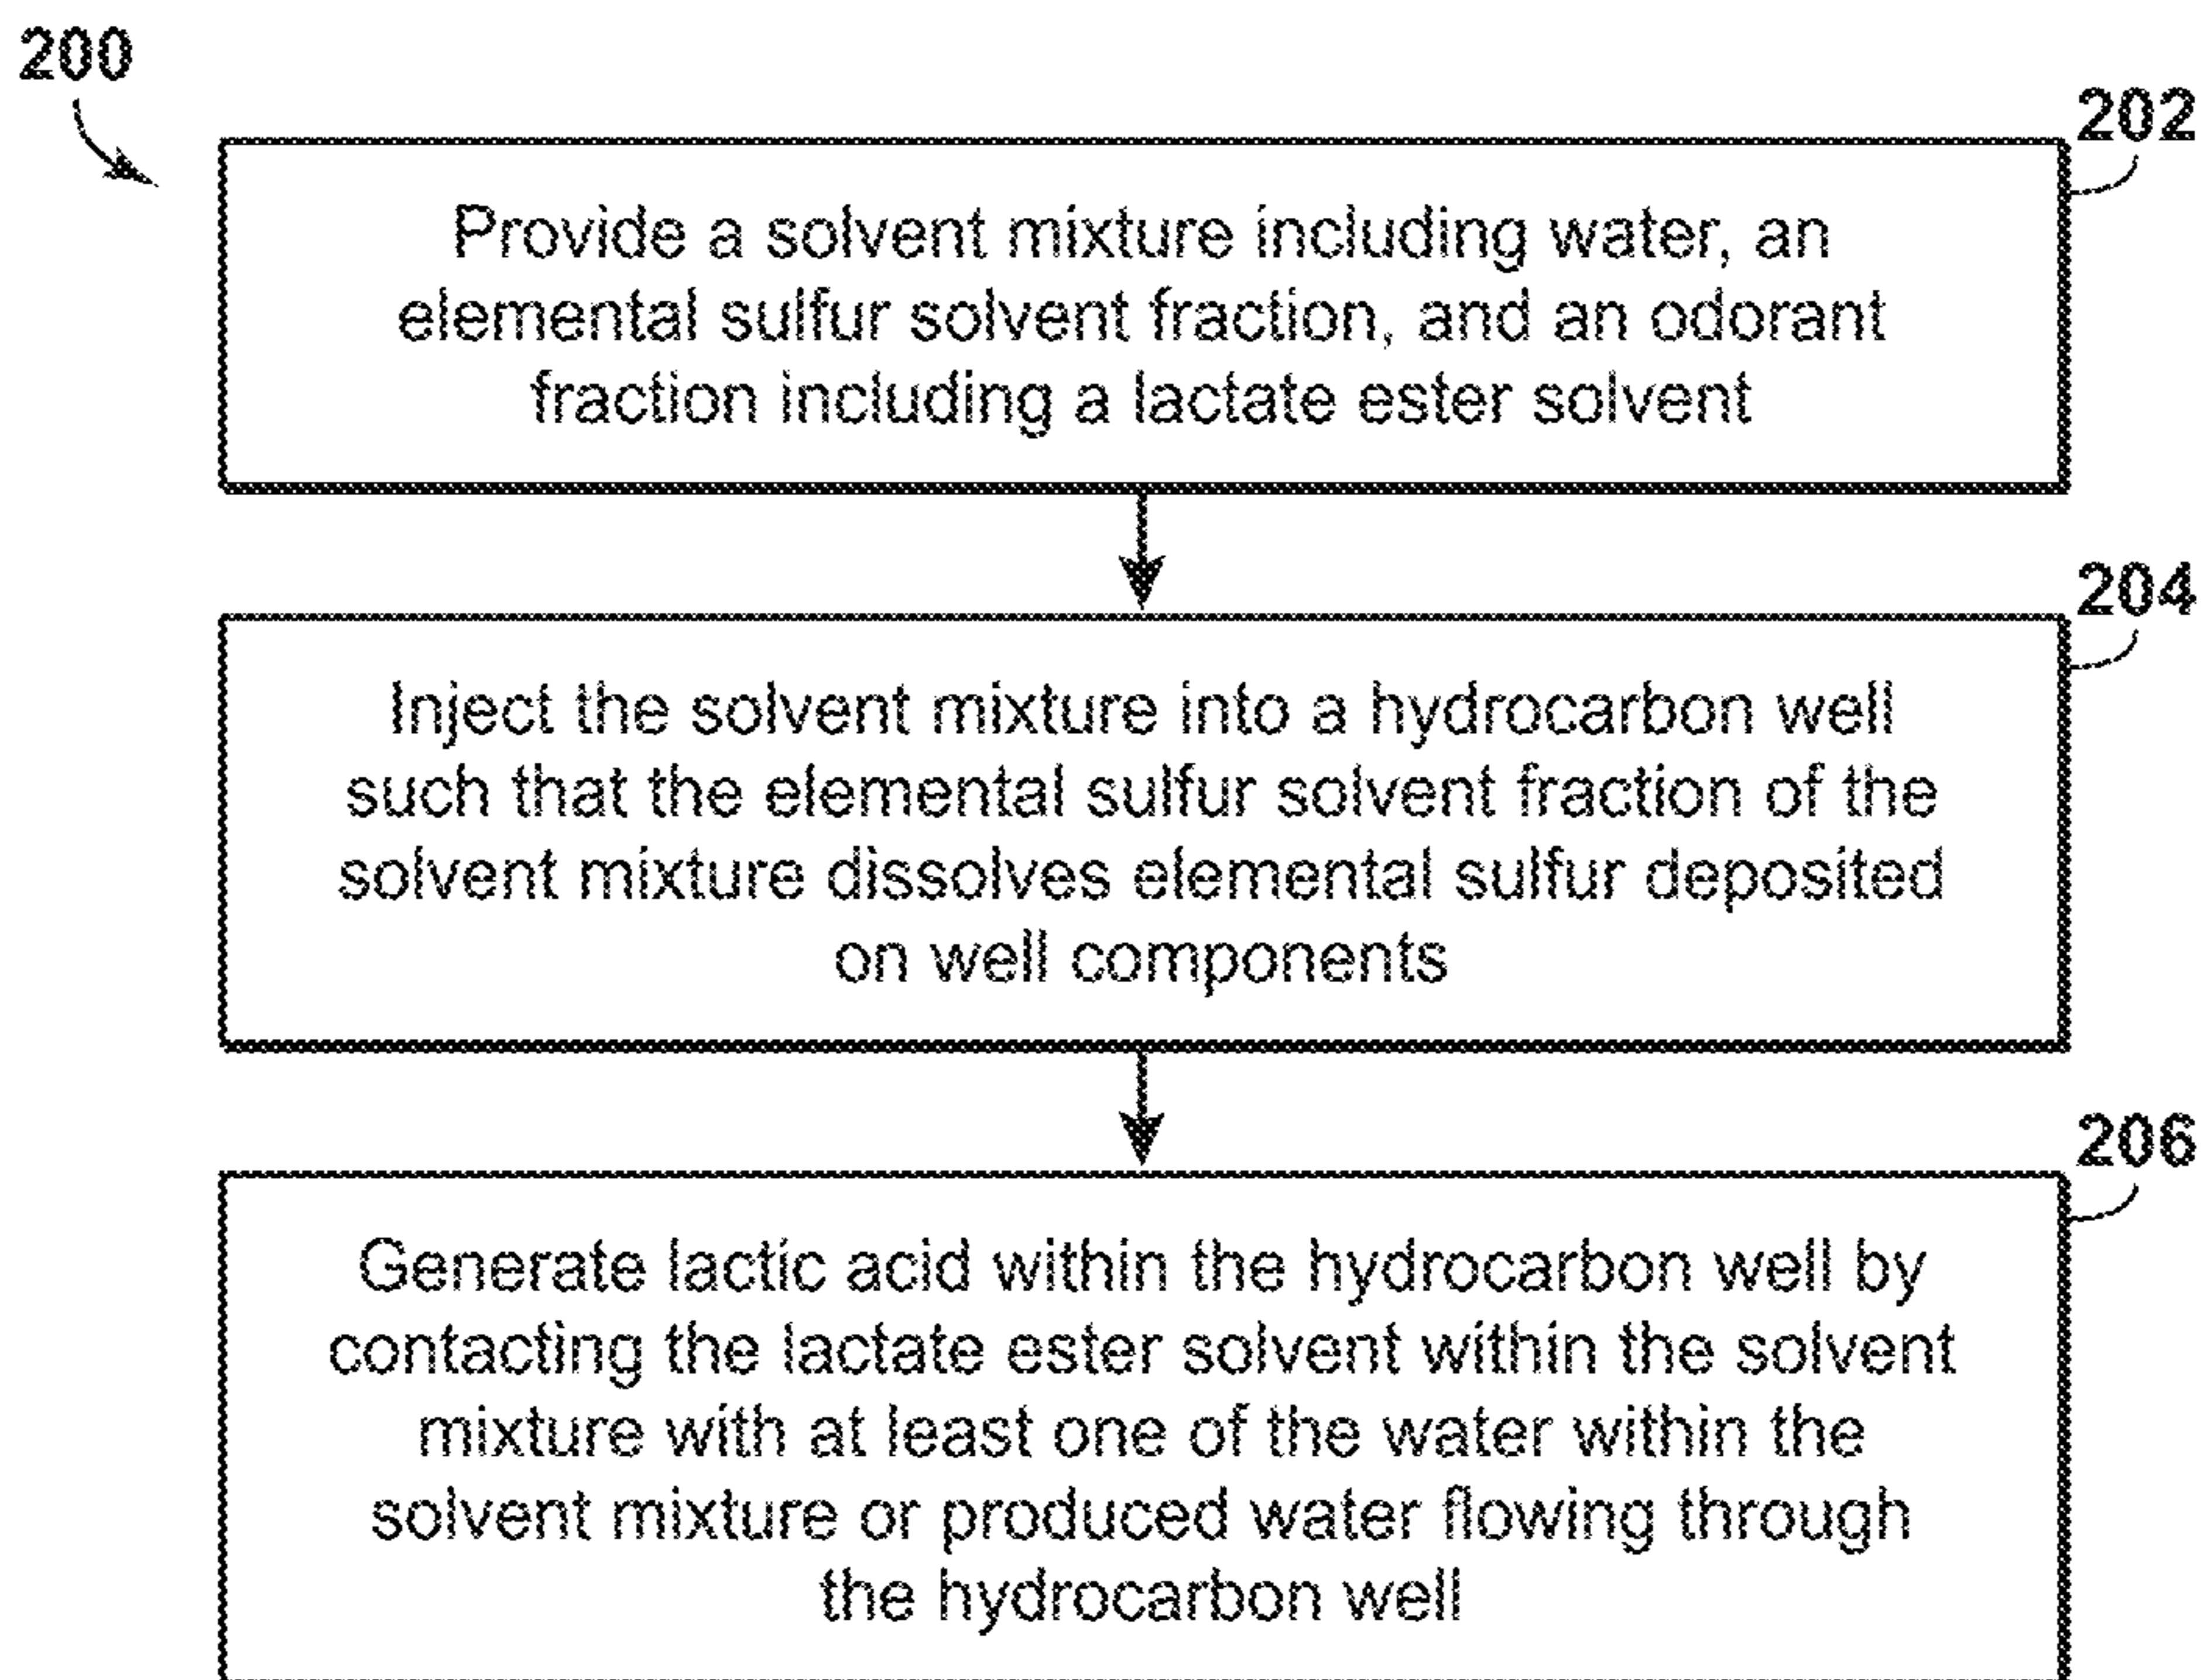 200
202
Provide a solvent mixture including water, an
elemental sulfur solvent fraction, and an odorant
fraction including a lactate ester solvent
204
Inject the solvent mixture into a hydrocarbon well
such that the elemental sulfur solvent fraction of the
solvent mixture dissolves elemental sulfur deposited
on well components
206
Generate lactic acid within the hydrocarbon well by
contacting the lactate ester solvent within the solvent
mixture with at least one of the water within the
solvent mixture or produced water flowing through
the hydrocarbon well